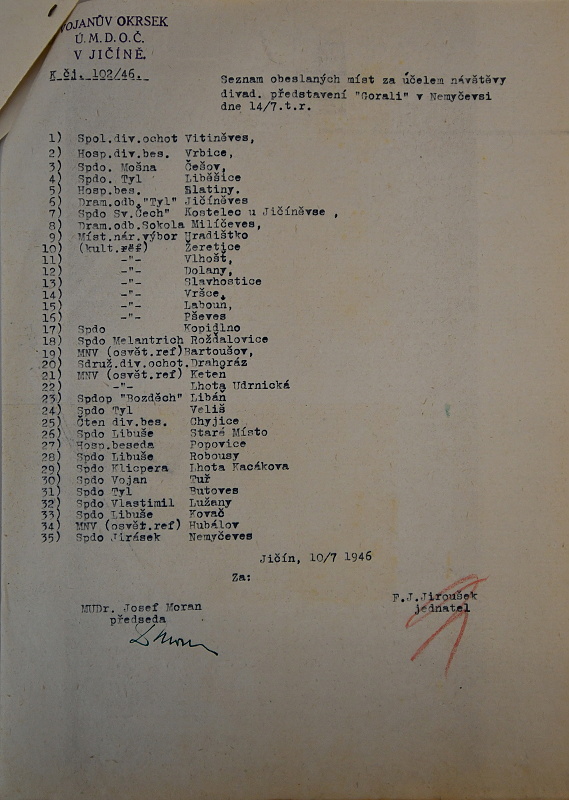 VOJANŮV OKRSEK
Ú.M.D.O.Č.
V JIČÍNĚ.
K čj. 102/46.
Seznam obeslaných míst za účelem návštěvy
divad. představení "Gorali" v Nemyčevsi
dne 14/7.t.r.
1) Spol.div.ochot Vitiněves,
2) Hosp.div.bes. Vrbice,
3) Spdo. Mošna Češov,
4) Spdo. Tyl Liběšice
5) Hosp.bes. Slatiny.
6) Dram.odb."Tyl" Jičíněves
7) Spdo Sv.Čech" Kostelec u Jičíněvse ,
8) Dram.odb.Sokola Milíčeves,
9) Míst.nár.výbor Hradištko
10) (kult.ref) Žeretice
11) -"- Vlhošť,
12) -"- Dolany,
13) -"- Slavhostice
14) -"- Vršce,
15) -"- Laboun,
16) -"- Pševes
17) Spdo Kopidlno
18) Spdo Melantrich Rožďalovice
19) MNV (osvět.ref)Bartoušov,
20) Sdruž.div.ochot.Drahoráz
21) MNV (osvět.ref) Keten
22) -"- Lhota Udrnická
23) Spdop "Bozděch" Libáň
24) Spdo Tyl Veliš
25) Čten div.bes. Chyjice
26) Spdo Libuše Staré Místo
27) Hosp.beseda Popovice
28) Spdo Libuše Robousy
29) Spdo Klicpera Lhota Kacákova
30) Spdo Vojan Tuř
31) Spdo Tyl Butoves
32) Spdo Vlastimil Lužany
33) Spdo Libuše Kovač
34) MNV (osvět.ref) Hubálov
35) Spdo Jirásek Nemyčeves
Jičín, 10/7 1946
Za:
MUDr. Josef Moran
předseda
F.J.Jiroušek
jednatel